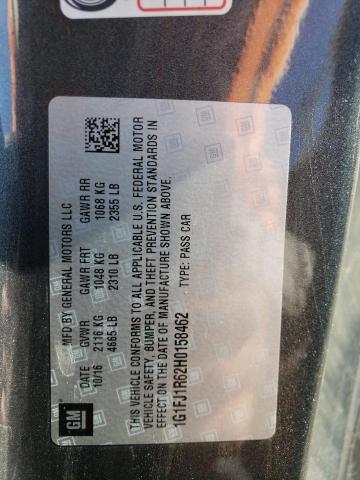 GM
MFD BY GENERAL MOTORS LLC
DATE GVWR GAWR FRT GAWR RR
10/16 2116 KG 1048 KG 1068 KG
4665 LB 2310 LB 2355 LB
THIS VEHICLE CONFORMS TO ALL APPLICABLE U.S. FEDERAL MOTOR
VEHICLE SAFETY, BUMPER, AND THEFT PREVENTION STANDARDS IN
EFFECT ON THE DATE OF MANUFACTURE SHOWN ABOVE.
1G1FJ1R62H0158462 TYPE: PASS CAR